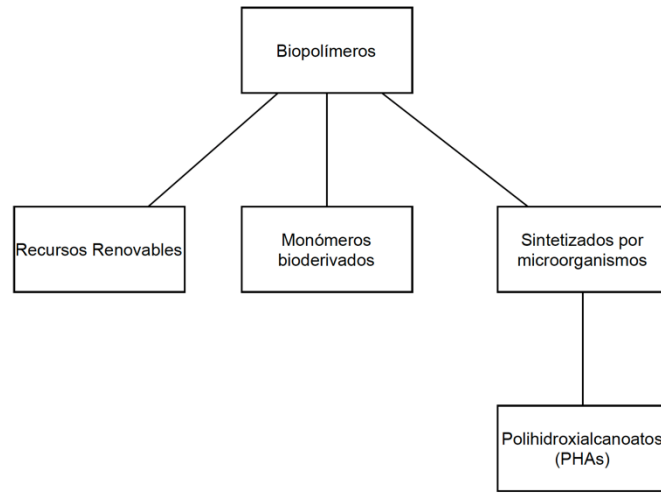 Biopolímeros
Recursos Renovables
Monómeros
bioderivados
Sintetizados por
microorganismos
Polihidroxialcanoatos
(PHAs)